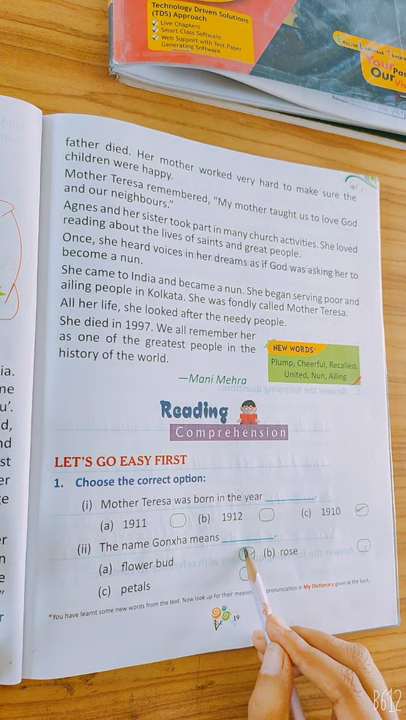 Technology Driven Solutions
(TDS) Approach
Live Chapters
Smart Class Software
Web Support with Test Paper
Generating Software
Your
Our
father died. Her mother worked very hard to make sure the
children were happy.
Mother Teresa remembered, "My mother taught us to love God
and our neighbours."
Agnes and her sister took part in many church activities. She loved
reading about the lives of saints and great people.
Once, she heard voices in her dreams as if God was asking her to
become a nun.
She came to India and became a nun. She began serving poor and
ailing people in Kolkata. She was fondly called Mother Teresa.
All her life, she looked after the needy people.
She died in 1997. We all remember her
as one of the greatest people in the
history of the world.
—Mani Mehra
NEW WORDS
Plump, Cheerful, Recalled,
United, Nun, Ailing
Reading
Comprehension
LET'S GO EASY FIRST
1. Choose the correct option:
(i) Mother Teresa was born in the year ________.
(a) 1911 (b) 1912 (c) 1910
(ii) The name Gonxha means ________.
(a) flower bud (b) rose
(c) petals
*You have learnt some new words from the text. Now look up for their meaning pronunciation in My Dictionary given at the back.
19
B612